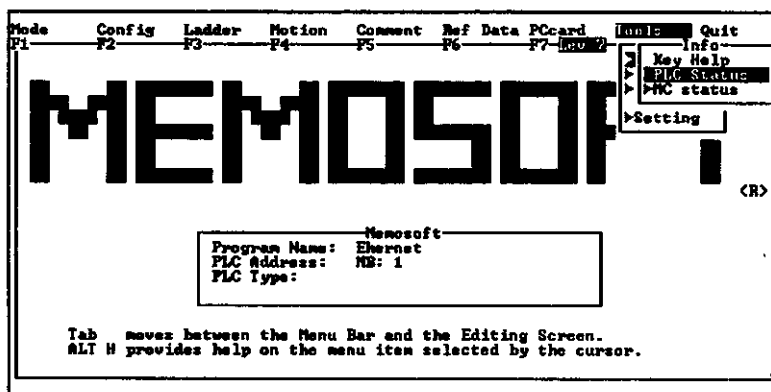 Mode Config Ladder Motion Comment Ref Data PCcard Tools Quit
F1 F2 F3 F4 F5 F6 F7 Lev 2 Info
Key Help
PLC Status
MC status
Setting
MEMOSOFT
(R)
Memosoft
Program Name: Ehernet
PLC Address: MB: 1
PLC Type:
Tab moves between the Menu Bar and the Editing Screen.
ALT H provides help on the menu item selected by the cursor.